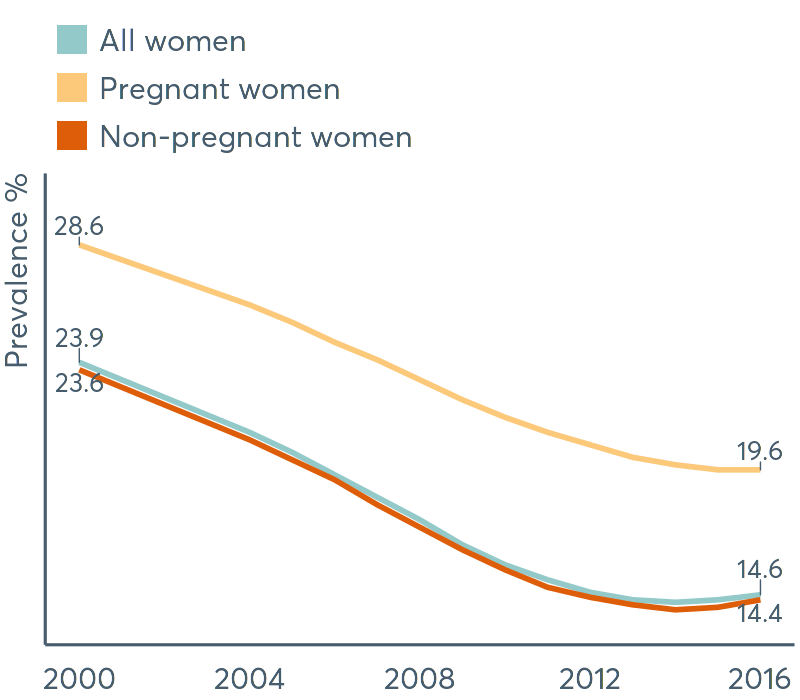 All women
Pregnant women
Non-pregnant women
Prevalence %
28.6
23.9
23.6
19.6
14.6
14.4
2000 2004 2008 2012 2016